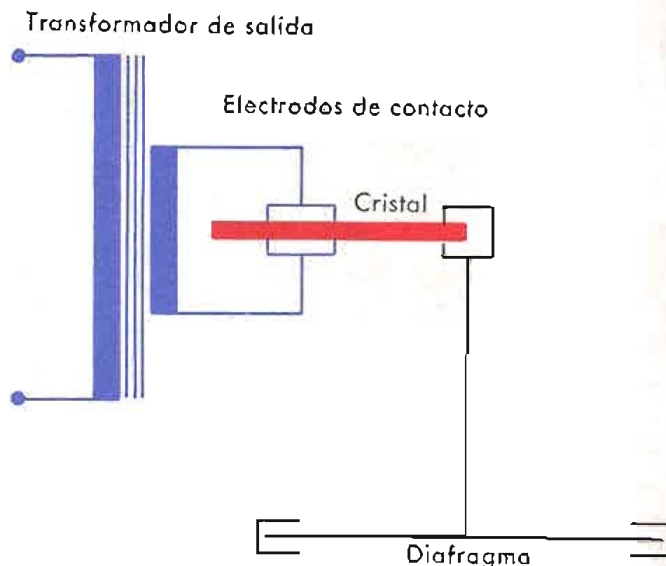 Transformador de salida
Electrodos de contacto
Cristal
Diafragma